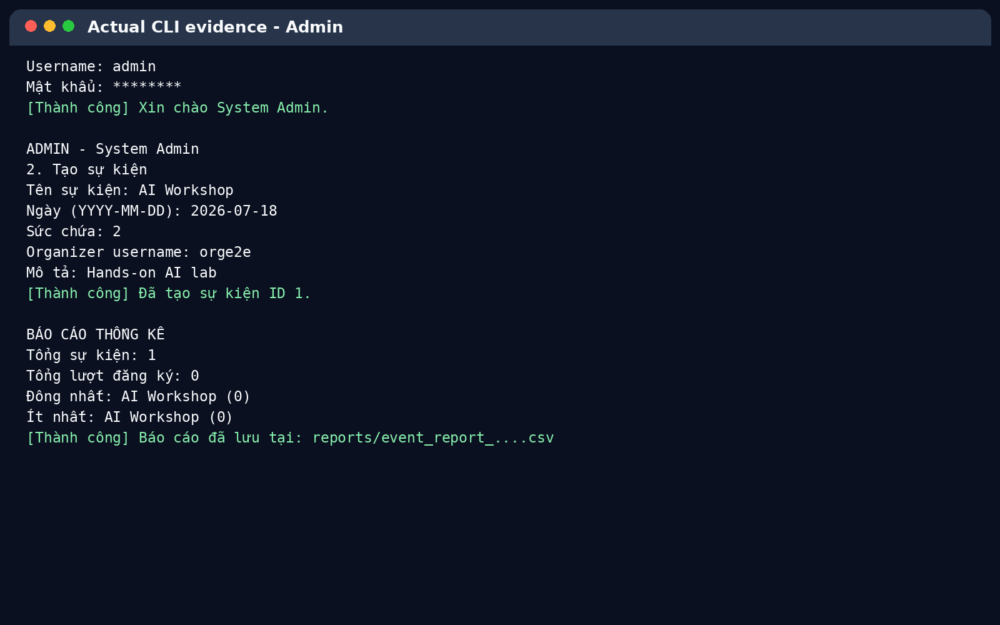 Actual CLI evidence - Admin
Username: admin
Mật khẩu: ********
[Thành công] Xin chào System Admin.
ADMIN - System Admin
2. Tạo sự kiện
Tên sự kiện: AI Workshop
Ngày (YYYY-MM-DD): 2026-07-18
Sức chứa: 2
Organizer username: orge2e
Mô tả: Hands-on AI lab
[Thành công] Đã tạo sự kiện ID 1.
BÁO CÁO THỐNG KÊ
Tổng sự kiện: 1
Tổng lượt đăng ký: 0
Đông nhất: AI Workshop (0)
Ít nhất: AI Workshop (0)
[Thành công] Báo cáo đã lưu tại: reports/event_report_....csv